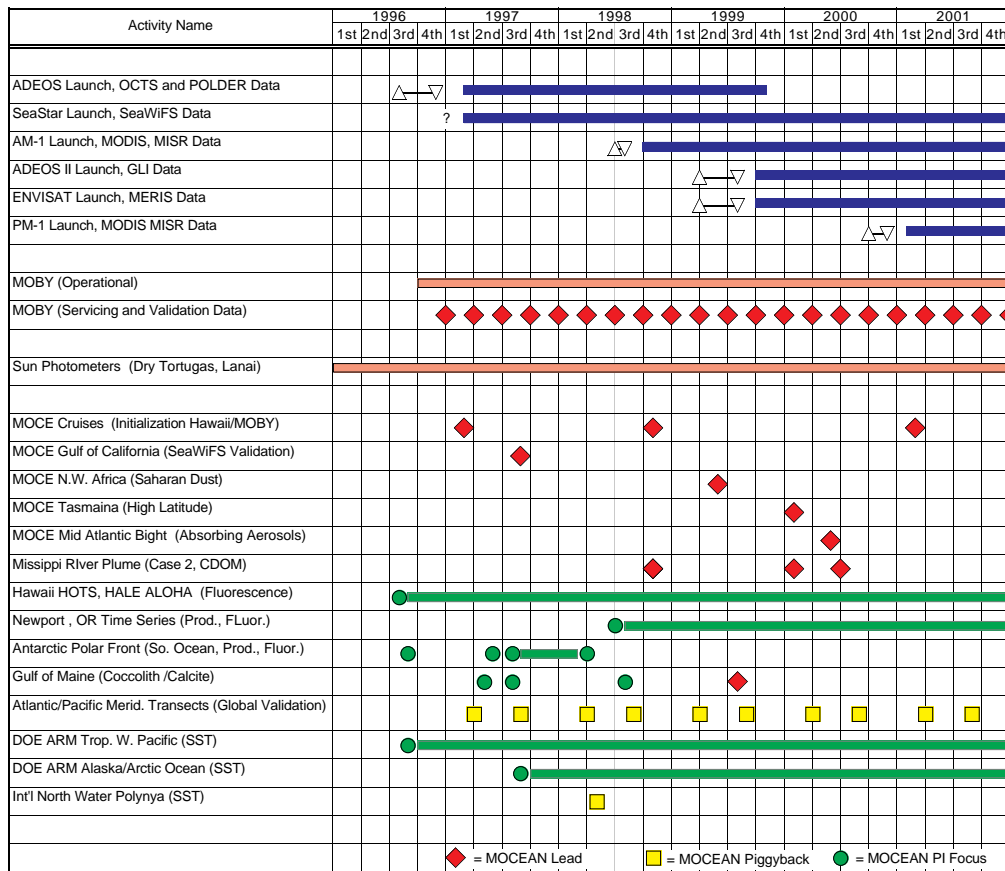 Activity Name
1996 1997 1998 1999 2000 2001
1st 2nd 3rd 4th 1st 2nd 3rd 4th 1st 2nd 3rd 4th 1st 2nd 3rd 4th 1st 2nd 3rd 4th 1st 2nd 3rd 4th
ADEOS Launch, OCTS and POLDER Data
SeaStar Launch, SeaWiFS Data ?
AM-1 Launch, MODIS, MISR Data
ADEOS II Launch, GLI Data
ENVISAT Launch, MERIS Data
PM-1 Launch, MODIS MISR Data
MOBY (Operational)
MOBY (Servicing and Validation Data)
Sun Photometers (Dry Tortugas, Lanai)
MOCE Cruises (Initialization Hawaii/MOBY)
MOCE Gulf of California (SeaWiFS Validation)
MOCE N.W. Africa (Saharan Dust)
MOCE Tasmaina (High Latitude)
MOCE Mid Atlantic Bight (Absorbing Aerosols)
Missippi RIver Plume (Case 2, CDOM)
Hawaii HOTS, HALE ALOHA (Fluorescence)
Newport , OR Time Series (Prod., FLuor.)
Antarctic Polar Front (So. Ocean, Prod., Fluor.)
Gulf of Maine (Coccolith /Calcite)
Atlantic/Pacific Merid. Transects (Global Validation)
DOE ARM Trop. W. Pacific (SST)
DOE ARM Alaska/Arctic Ocean (SST)
Int'l North Water Polynya (SST)
= MOCEAN Lead = MOCEAN Piggyback = MOCEAN PI Focus